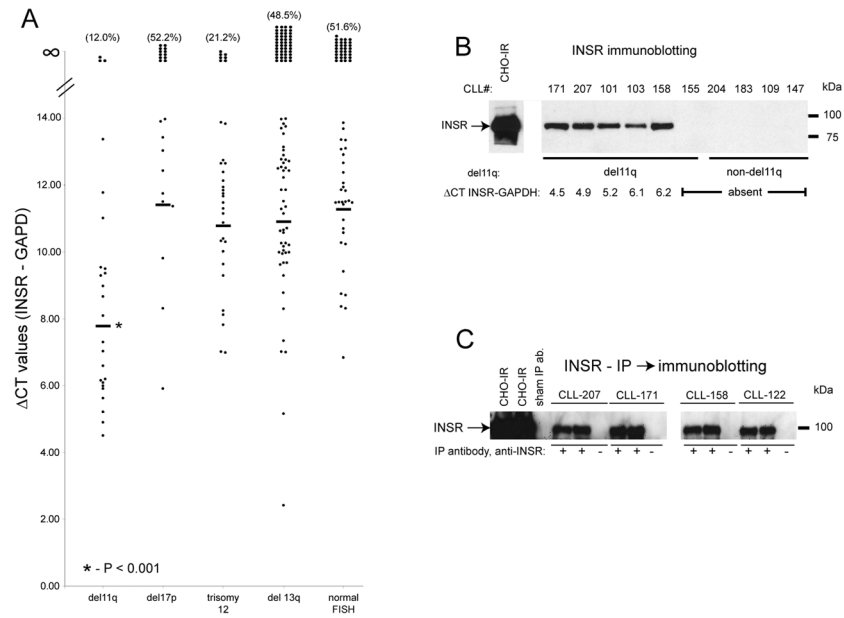 A
(12.0%) (52.2%) (21.2%) (48.5%) (51.6%)
∞
14.00
12.00
10.00
8.00
6.00
4.00
2.00
0.00
ΔCT values (INSR - GAPD)
*
* - P < 0.001
del11q del17p trisomy 12 del 13q normal FISH
B
INSR immunoblotting
CHO-IR
CLL#: 171 207 101 103 158 155 204 183 109 147 kDa
INSR
100
75
del11q: del11q non-del11q
ΔCT INSR-GAPDH: 4.5 4.9 5.2 6.1 6.2 absent
C
INSR - IP → immunoblotting
CHO-IR CHO-IR sham IP ab.
CLL-207 CLL-171 CLL-158 CLL-122 kDa
INSR 100
IP antibody, anti-INSR: + + - + + - + + - + + -